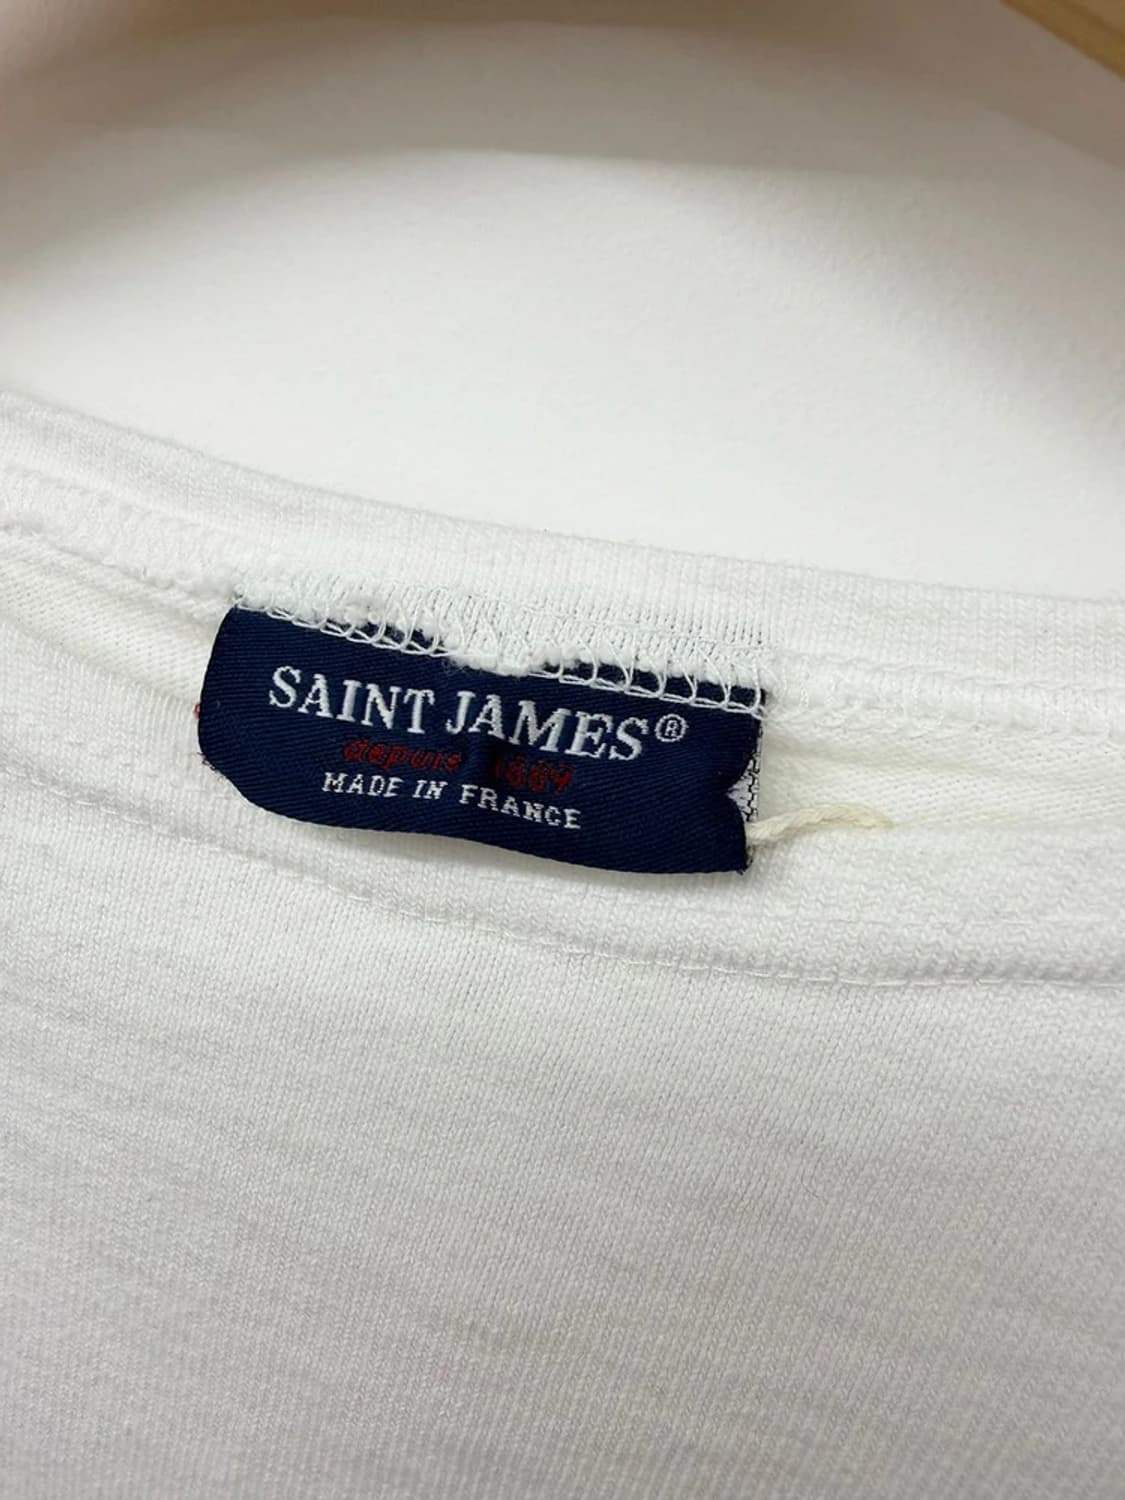 SAINT JAMES®
depuis 1889
MADE IN FRANCE